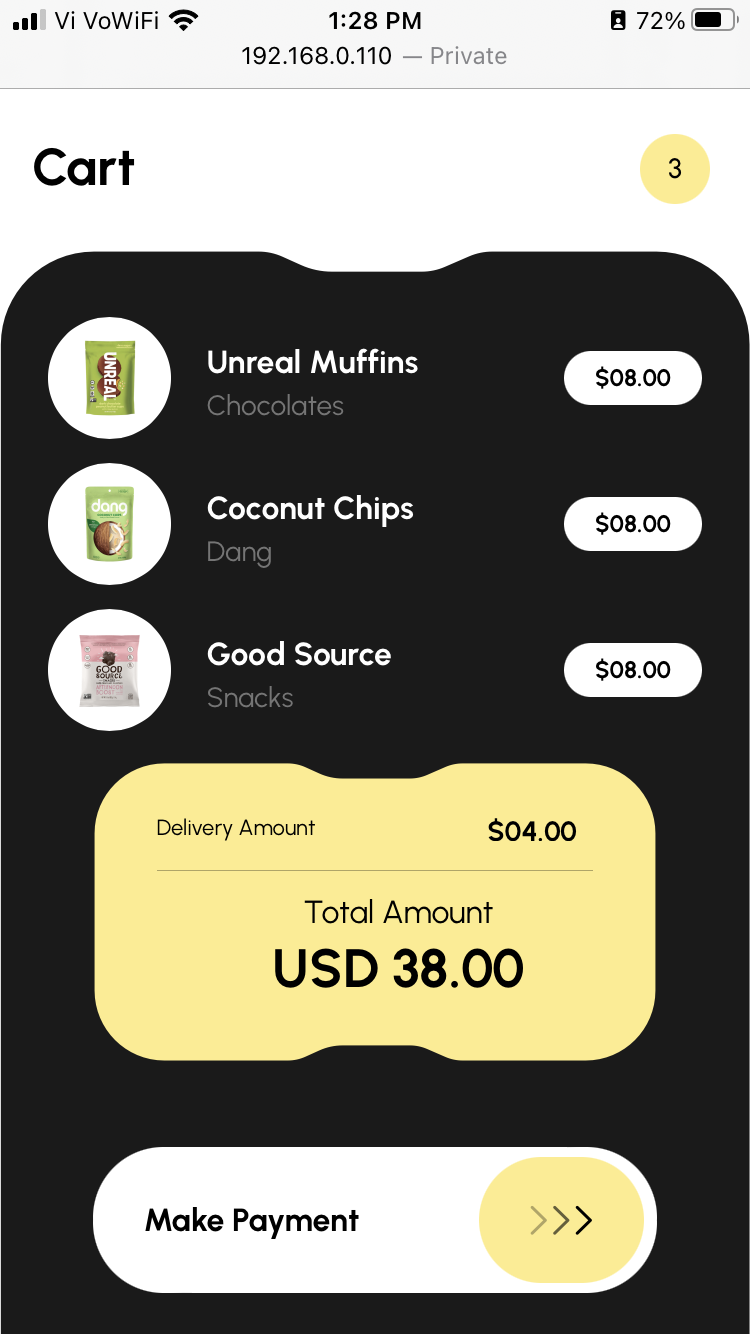 Vi VoWiFi 1:28 PM 72%
192.168.0.110 — Private
Cart 3
UNREAL
Unreal Muffins $08.00
Chocolates
dang
Coconut Chips $08.00
Dang
GOOD
SOURCE
Good Source $08.00
Snacks
Delivery Amount $04.00
Total Amount
USD 38.00
Make Payment